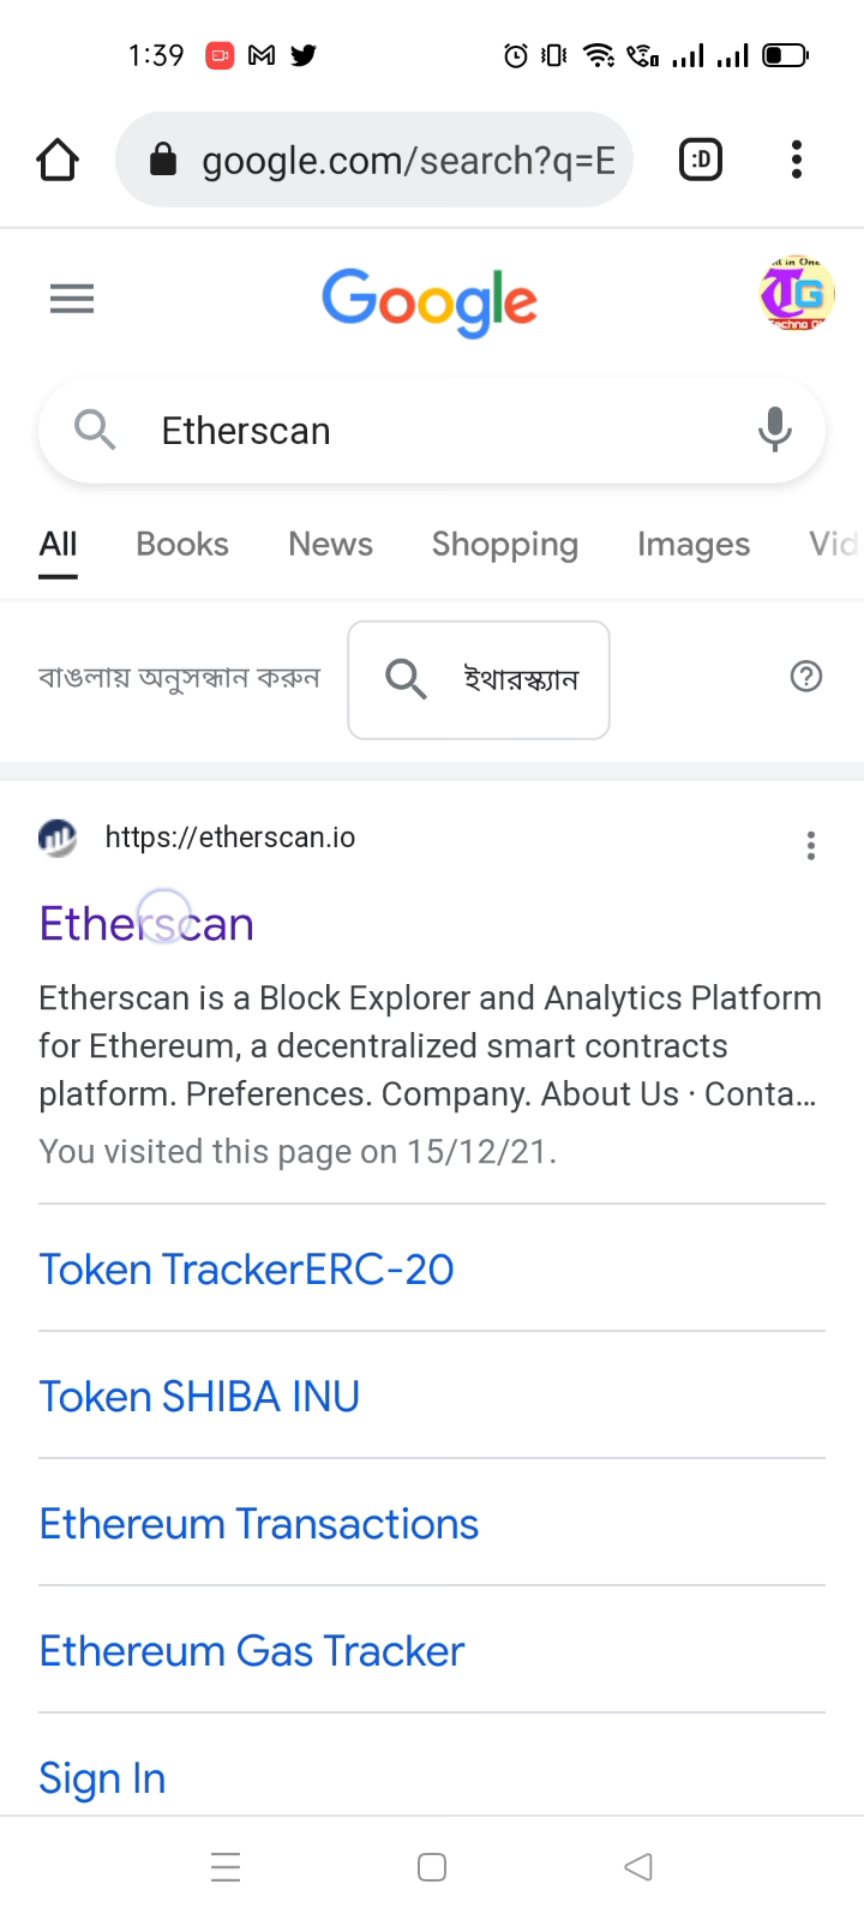 1:39
google.com/search?q=E
:D
Google
Etherscan
All Books News Shopping Images Vid
বাঙলায় অনুসন্ধান করুন ইথারস্ক্যান
https://etherscan.io
Etherscan
Etherscan is a Block Explorer and Analytics Platform
for Ethereum, a decentralized smart contracts
platform. Preferences. Company. About Us · Conta...
You visited this page on 15/12/21.
Token TrackerERC-20
Token SHIBA INU
Ethereum Transactions
Ethereum Gas Tracker
Sign In